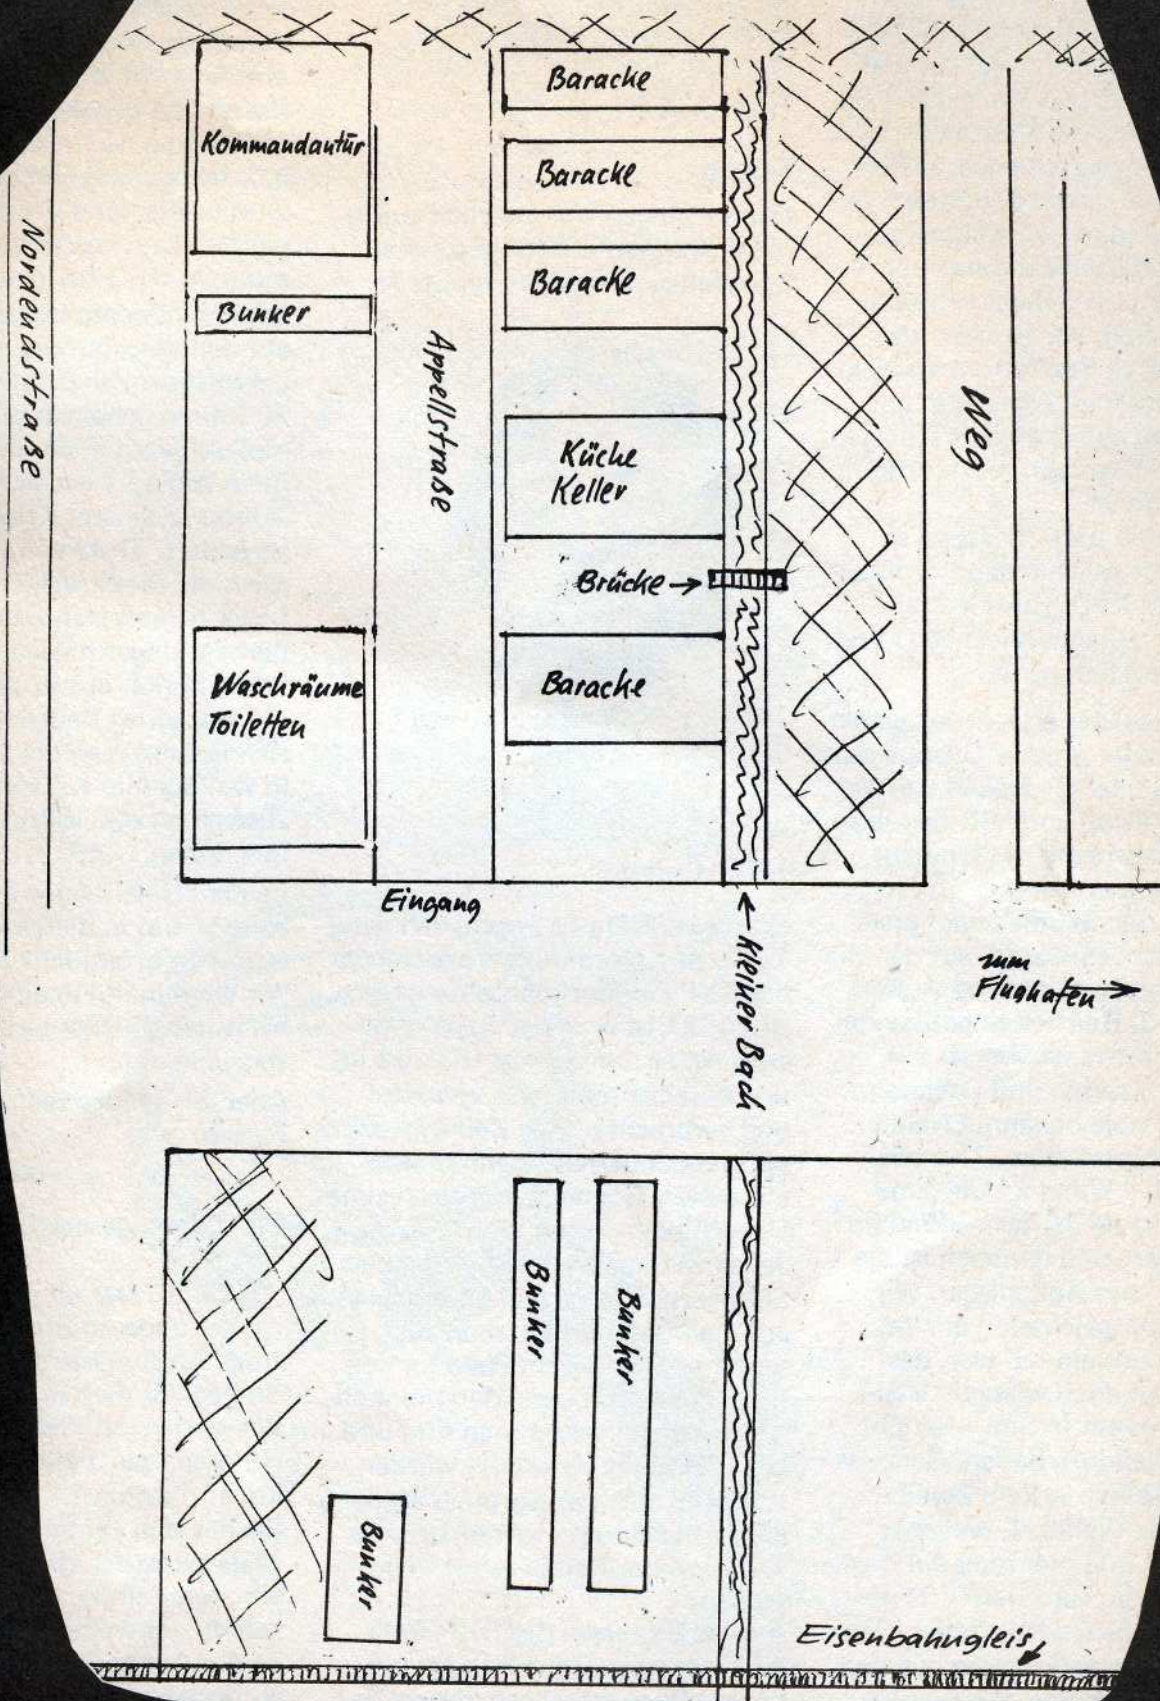 Baracke
Kommandantür
Baracke
Nordendstraße
Baracke
Bunker
Appellstraße
Weg
Küche
Keller
Brücke →
Baracke
Waschräume
Toiletten
Eingang
← kleiner Bach
zum
Flughafen →
Bunker
Bunker
Bunker
Eisenbahngleis